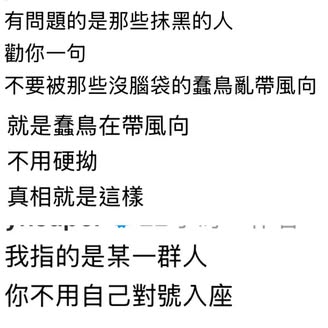 有問題的是那些抹黑的人
勸你一句
不要被那些沒腦袋的蠢鳥亂帶風向
就是蠢鳥在帶風向
不用硬拗
真相就是這樣
我指的是某一群人
你不用自己對號入座